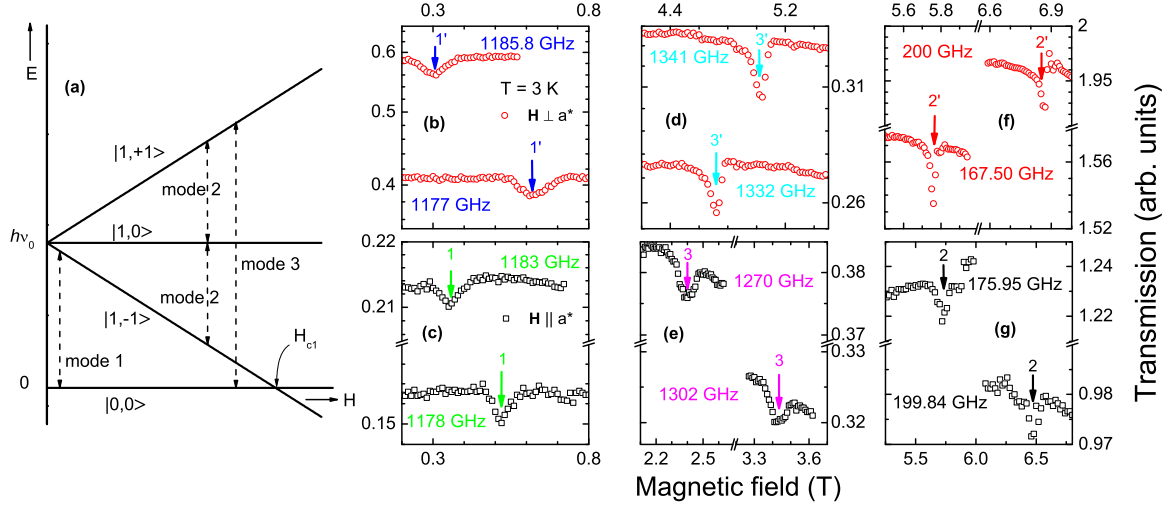 E
(a)
|1,+1>
mode 2
hν0
|1,0>
mode 3
mode 2
|1,-1>
mode 1
Hc1
0
|0,0>
H
0.3 0.8
0.6
0.5
0.4
1'
1185.8 GHz
T = 3 K
(b)
H ⊥ a*
1'
1177 GHz
0.22
0.21
0.15
1
1183 GHz
(c)
H || a*
1
1178 GHz
0.3 0.8
4.4 5.2
3'
1341 GHz
0.31
(d)
3'
1332 GHz
0.26
3
1270 GHz
0.38
0.37
(e)
0.33
3
1302 GHz
0.32
2.2 2.5 3.3 3.6
5.5 5.8 6.6 6.9
2
200 GHz
2'
1.95
2'
(f)
167.50 GHz
1.56
1.52
2
175.95 GHz
1.24
1.22
(g)
2
199.84 GHz
0.98
0.97
5.5 6.0 6.5
Magnetic field (T)
Transmission (arb. units)